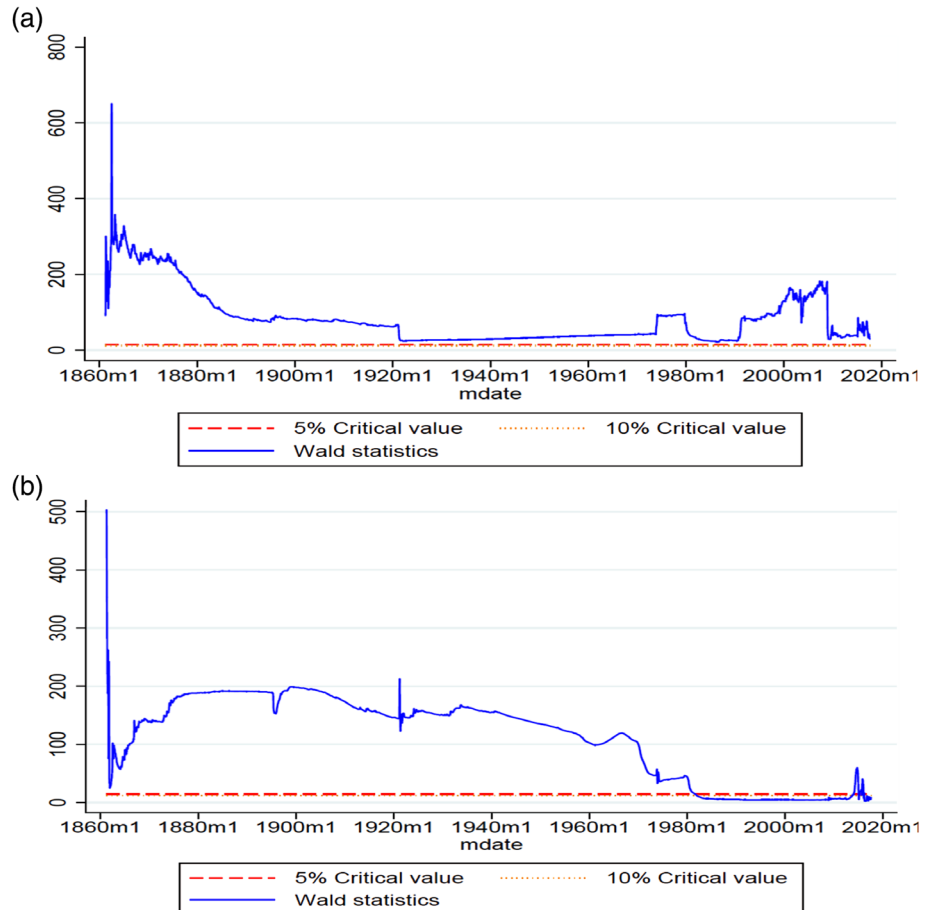 (a)
800
600
400
200
0
1860m1 1880m1 1900m1 1920m1 1940m1 1960m1 1980m1 2000m1 2020m1
mdate
5% Critical value 10% Critical value
Wald statistics
(b)
500
400
300
200
100
0
1860m1 1880m1 1900m1 1920m1 1940m1 1960m1 1980m1 2000m1 2020m1
mdate
5% Critical value 10% Critical value
Wald statistics